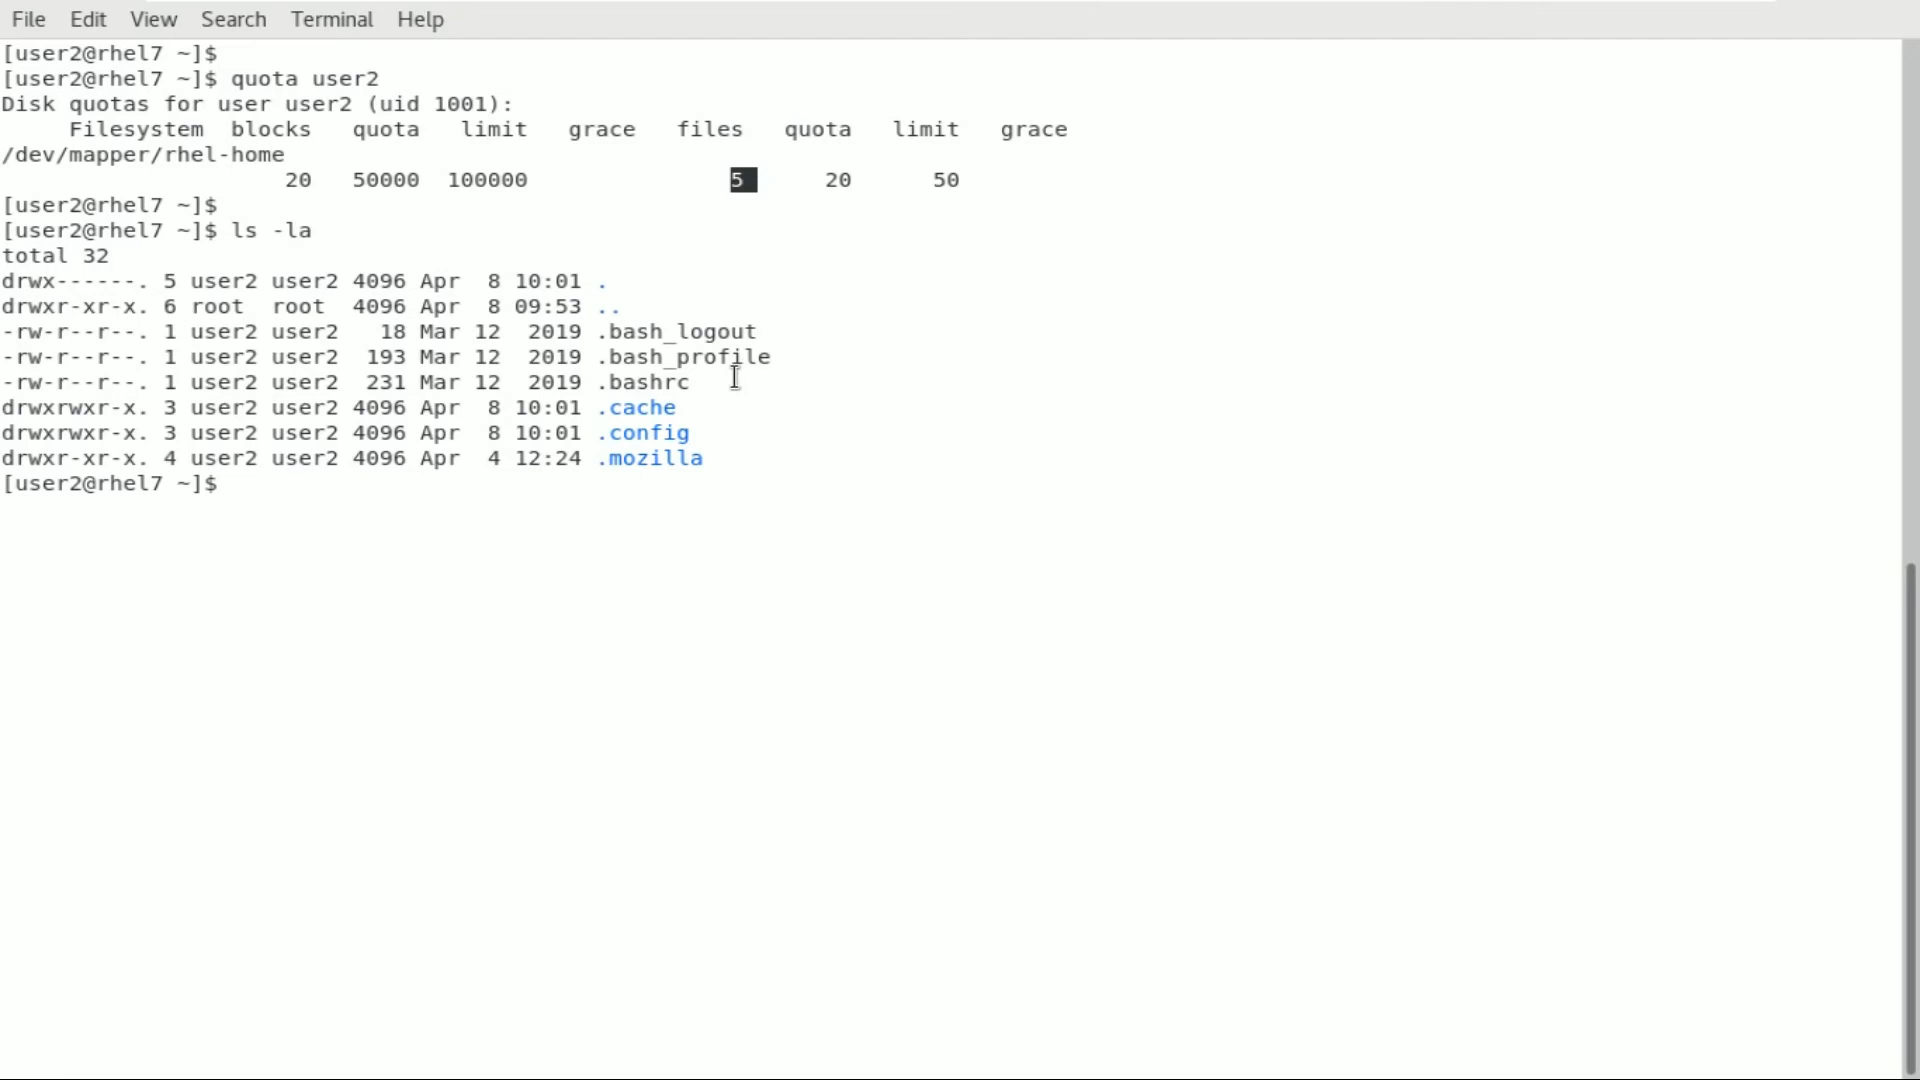 File Edit View Search Terminal Help
[user2@rhel7 ~]$
[user2@rhel7 ~]$ quota user2
Disk quotas for user user2 (uid 1001):
     Filesystem  blocks   quota   limit   grace   files   quota   limit   grace
/dev/mapper/rhel-home
                     20   50000  100000               5      20      50
[user2@rhel7 ~]$
[user2@rhel7 ~]$ ls -la
total 32
drwx------. 5 user2 user2 4096 Apr  8 10:01 .
drwxr-xr-x. 6 root  root  4096 Apr  8 09:53 ..
-rw-r--r--. 1 user2 user2   18 Mar 12  2019 .bash_logout
-rw-r--r--. 1 user2 user2  193 Mar 12  2019 .bash_profile
-rw-r--r--. 1 user2 user2  231 Mar 12  2019 .bashrc
drwxrwxr-x. 3 user2 user2 4096 Apr  8 10:01 .cache
drwxrwxr-x. 3 user2 user2 4096 Apr  8 10:01 .config
drwxr-xr-x. 4 user2 user2 4096 Apr  4 12:24 .mozilla
[user2@rhel7 ~]$